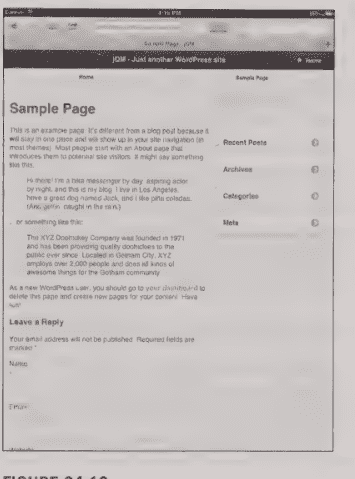 4:16 PM
Sample Page - JQM
JQM - Just another WordPress site
Home
Home
Sample Page
Sample Page
This is an example page. It's different from a blog post because it
will stay in one place and will show up in your site navigation (in
most themes). Most people start with an About page that
introduces them to potential site visitors. It might say something
like this:
Hi there! I'm a bike messenger by day, aspiring actor
by night, and this is my blog. I live in Los Angeles,
have a great dog named Jack, and I like piña coladas.
(And gettin' caught in the rain.)
... or something like this:
The XYZ Doohickey Company was founded in 1971
and has been providing quality doohickies to the
public ever since. Located in Gotham City, XYZ
employs over 2,000 people and does all kinds of
awesome things for the Gotham community.
As a new WordPress user, you should go to your dashboard to
delete this page and create new pages for your content. Have
fun!
Recent Posts
Archives
Categories
Meta
Leave a Reply
Your email address will not be published. Required fields are
marked *
Name
*
Email
Website